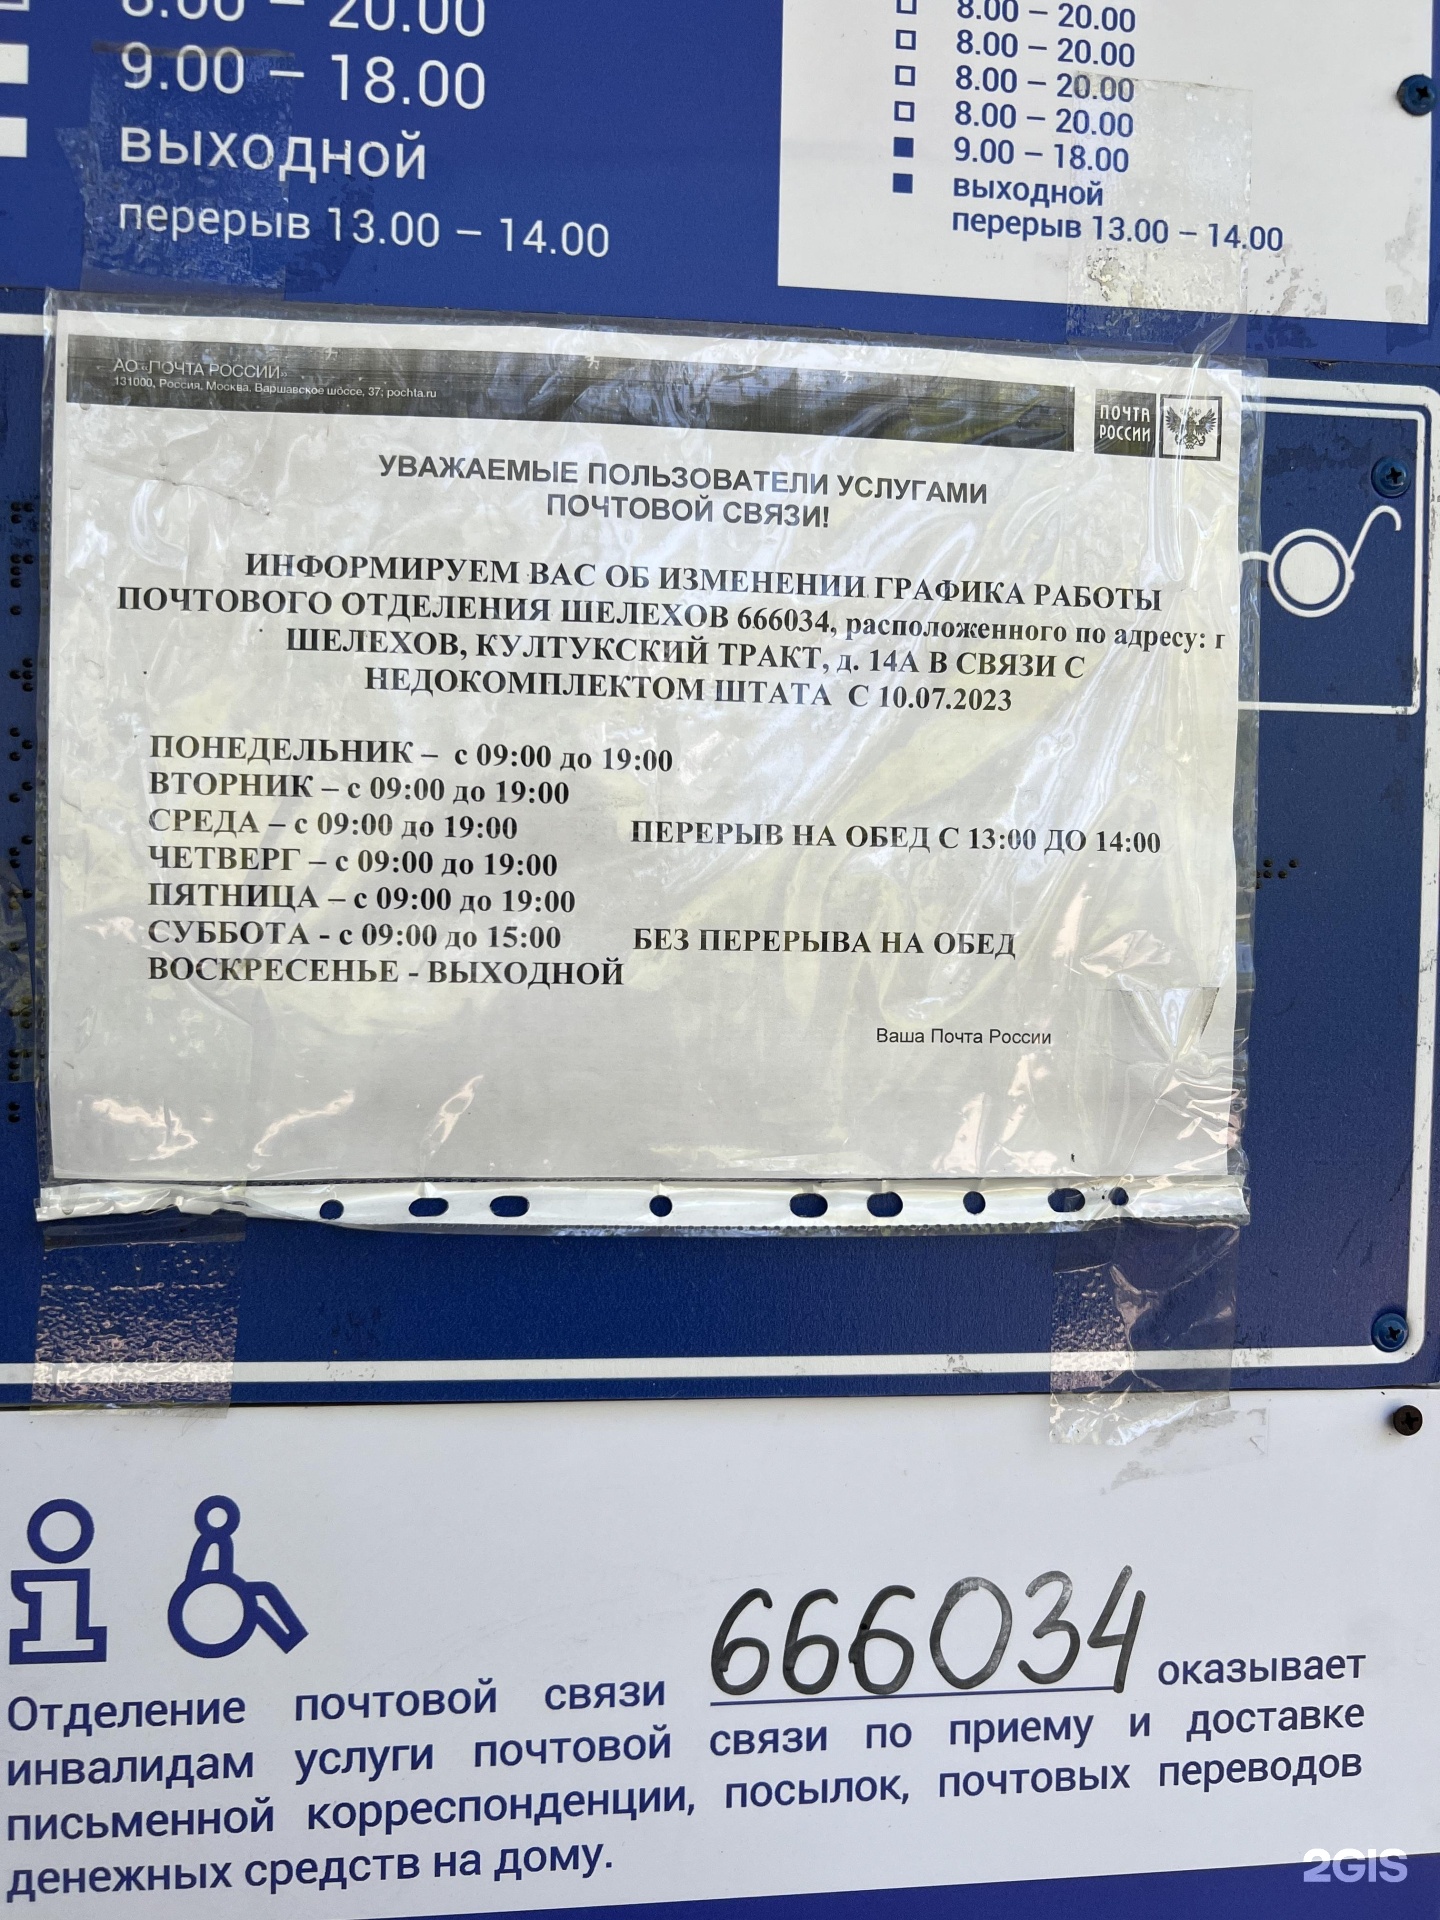 8.00 – 20.00
9.00 – 18.00
выходной
перерыв 13.00 – 14.00
8.00 – 20.00
8.00 – 20.00
8.00 – 20.00
8.00 – 20.00
9.00 – 18.00
выходной
перерыв 13.00 – 14.00
АО «ПОЧТА РОССИИ»
131000, Россия, Москва, Варшавское шоссе, 37; pochta.ru
ПОЧТА
РОССИИ
УВАЖАЕМЫЕ ПОЛЬЗОВАТЕЛИ УСЛУГАМИ
ПОЧТОВОЙ СВЯЗИ!
ИНФОРМИРУЕМ ВАС ОБ ИЗМЕНЕНИИ ГРАФИКА РАБОТЫ
ПОЧТОВОГО ОТДЕЛЕНИЯ ШЕЛЕХОВ 666034, расположенного по адресу: г
ШЕЛЕХОВ, КУЛТУКСКИЙ ТРАКТ, д. 14А В СВЯЗИ С
НЕДОКОМПЛЕКТОМ ШТАТА С 10.07.2023
ПОНЕДЕЛЬНИК – с 09:00 до 19:00
ВТОРНИК – с 09:00 до 19:00
СРЕДА – с 09:00 до 19:00 ПЕРЕРЫВ НА ОБЕД С 13:00 ДО 14:00
ЧЕТВЕРГ – с 09:00 до 19:00
ПЯТНИЦА – с 09:00 до 19:00
СУББОТА - с 09:00 до 15:00 БЕЗ ПЕРЕРЫВА НА ОБЕД
ВОСКРЕСЕНЬЕ - ВЫХОДНОЙ
Ваша Почта России
Отделение почтовой связи 666034 оказывает
инвалидам услуги почтовой связи по приему и доставке
письменной корреспонденции, посылок, почтовых переводов
денежных средств на дому.
2GIS